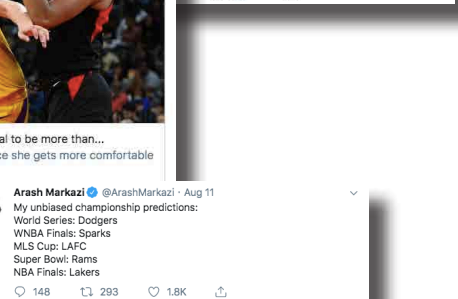 al to be more than...
ce she gets more comfortable
Arash Markazi @ArashMarkazi · Aug 11
My unbiased championship predictions:
World Series: Dodgers
WNBA Finals: Sparks
MLS Cup: LAFC
Super Bowl: Rams
NBA Finals: Lakers
148 293 1.8K